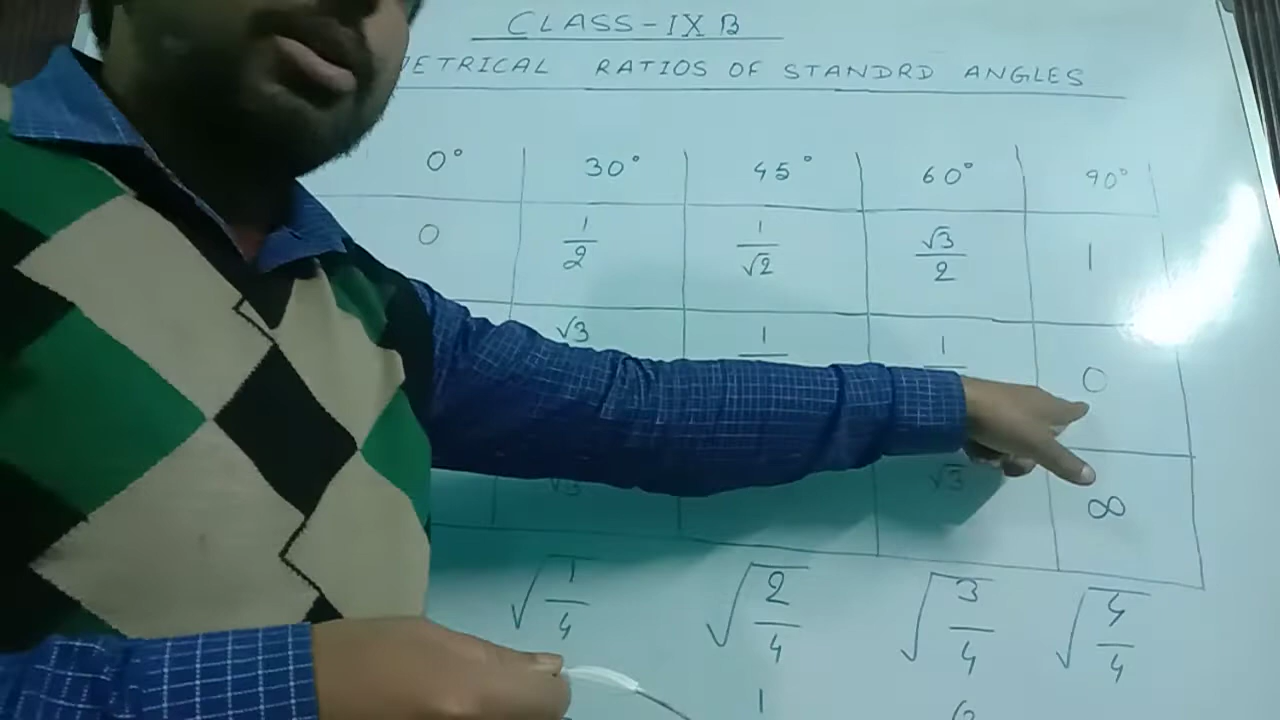 CLASS-IX B
ETRICAL RATIOS OF STANDRD ANGLES
0° 30° 45° 60° 90°
0 1/2 1/√2 √3/2 1
√3 1 1 0
√3 √3 ∞
√1/4 √2/4 √3/4 √4/4
1